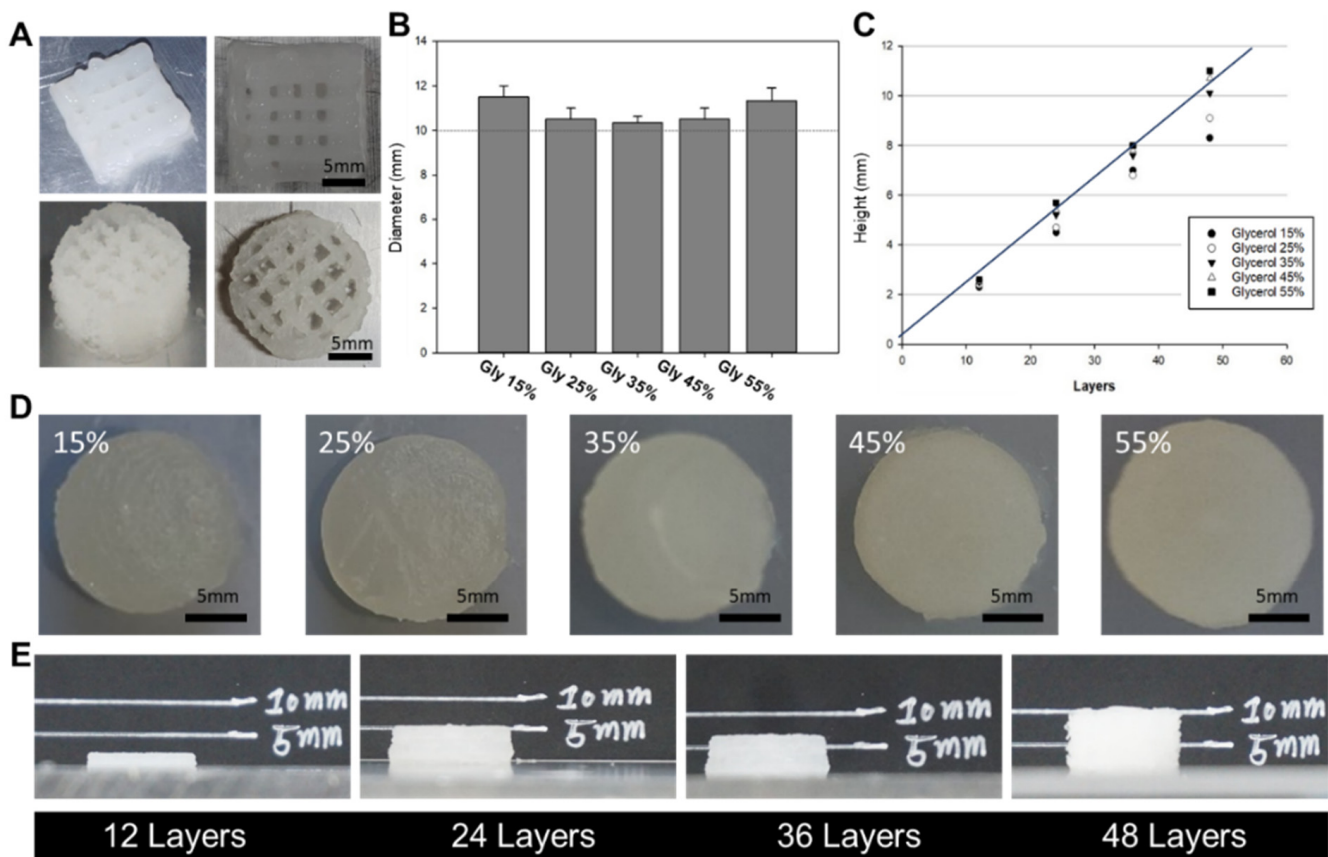 A
5mm
5mm
B
Diameter (mm)
14
12
10
8
6
4
2
0
Gly 15%
Gly 25%
Gly 35%
Gly 45%
Gly 55%
C
Height (mm)
12
10
8
6
4
2
0
0 10 20 30 40 50 60
Layers
Glycerol 15%
Glycerol 25%
Glycerol 35%
Glycerol 45%
Glycerol 55%
D
15%
5mm
25%
5mm
35%
5mm
45%
5mm
55%
5mm
E
10mm
5mm
10mm
5mm
10mm
5mm
10mm
5mm
12 Layers
24 Layers
36 Layers
48 Layers